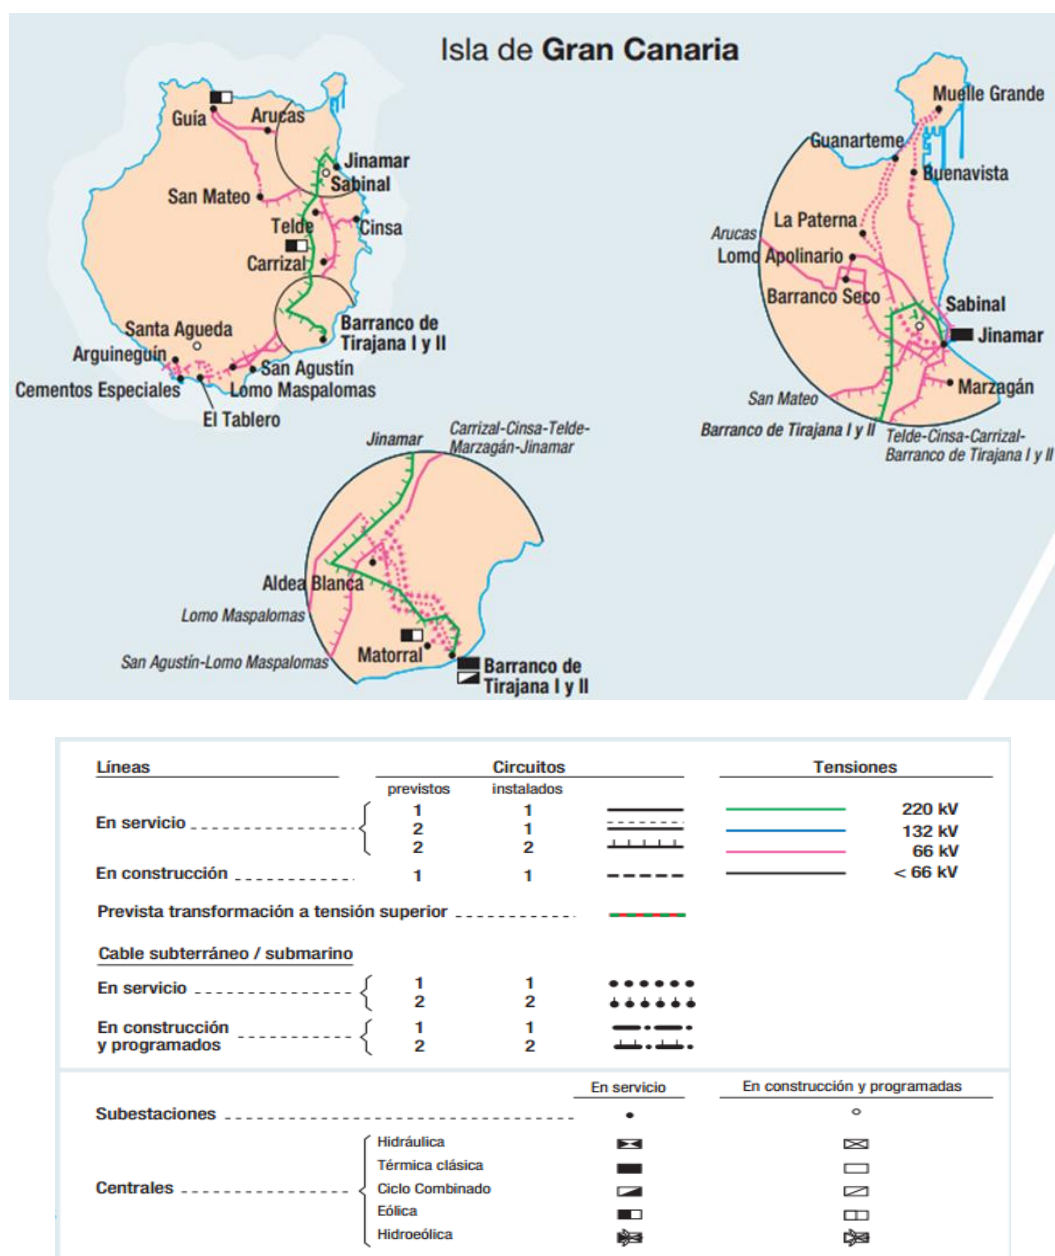 Isla de Gran Canaria
Guía
Arucas
Jinamar
Sabinal
San Mateo
Telde
Cinsa
Carrizal
Santa Agueda
Barranco de
Tirajana I y II
Arguineguín
San Agustín
Cementos Especiales
Lomo Maspalomas
El Tablero
Muelle Grande
Guanarteme
Buenavista
La Paterna
Arucas
Lomo Apolinario
Barranco Seco
Sabinal
Jinamar
Marzagán
San Mateo
Barranco de Tirajana I y II
Telde-Cinsa-Carrizal-
Barranco de Tirajana I y II
Jinamar
Carrizal-Cinsa-Telde-
Marzagán-Jinamar
Aldea Blanca
Lomo Maspalomas
San Agustín-Lomo Maspalomas
Matorral
Barranco de
Tirajana I y II
Líneas Circuitos Tensiones
previstos instalados
En servicio
1 1
2 1
2 2
220 kV
132 kV
66 kV
< 66 kV
En construcción 1 1
Prevista transformación a tensión superior
Cable subterráneo / submarino
En servicio
1 1
2 2
En construcción
y programados
1 1
2 2
En servicio En construcción y programadas
Subestaciones
Centrales
Hidráulica
Térmica clásica
Ciclo Combinado
Eólica
Hidroeólica